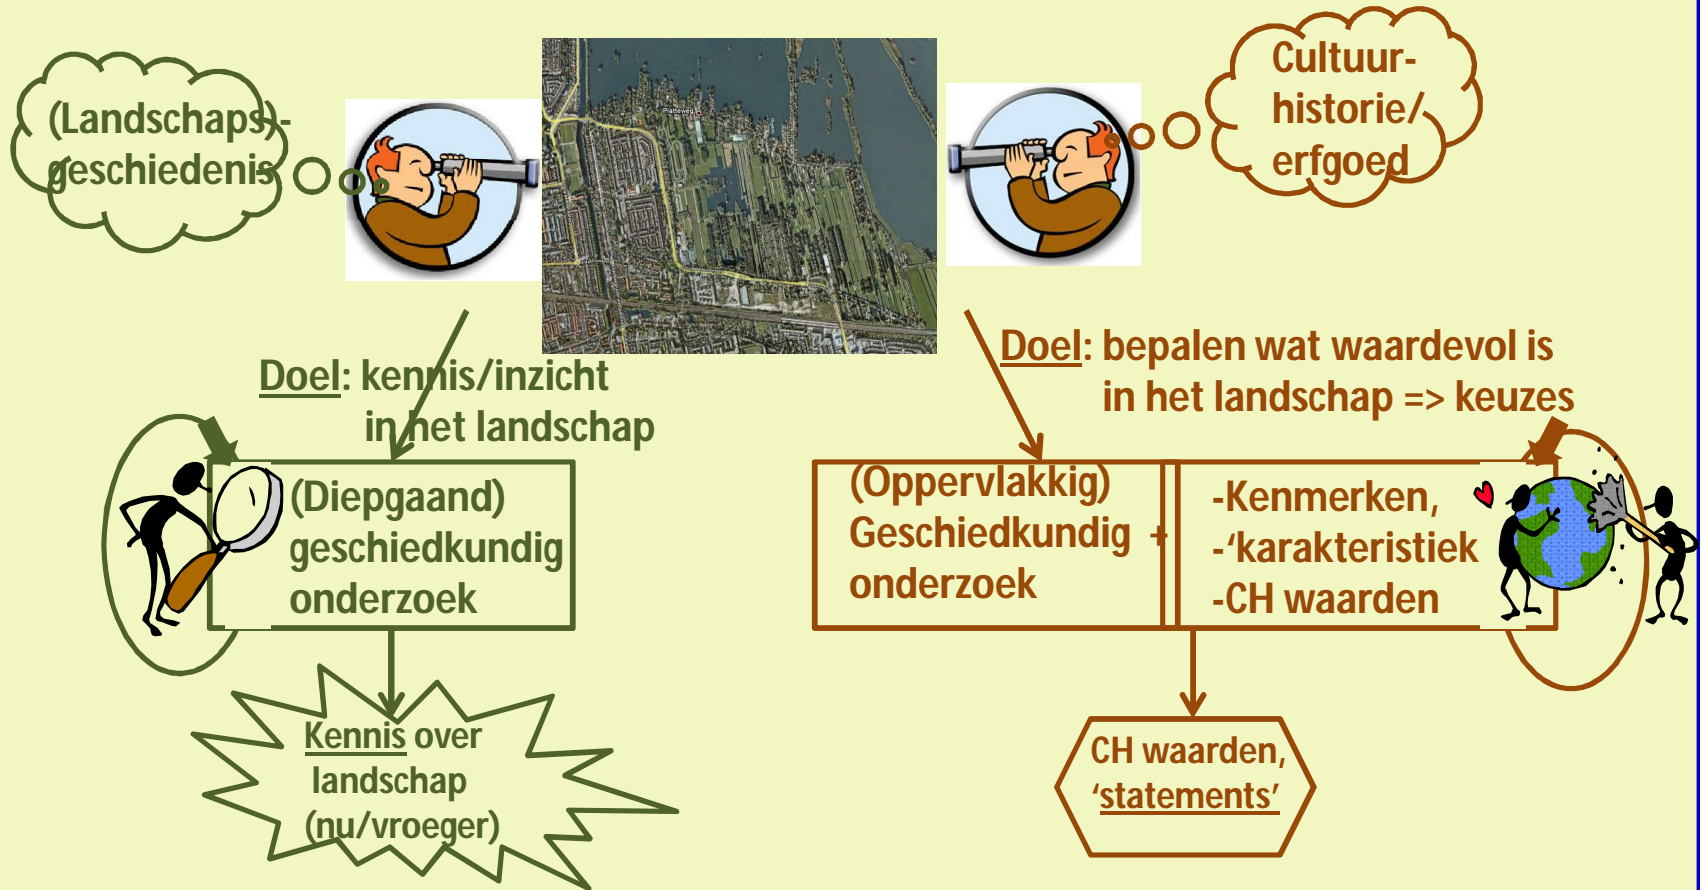 (Landschaps)-
geschiedenis
Platteweg
Cultuur-
historie/
erfgoed
Doel: kennis/inzicht
in het landschap
(Diepgaand)
geschiedkundig
onderzoek
Kennis over
landschap
(nu/vroeger)
Doel: bepalen wat waardevol is
in het landschap => keuzes
(Oppervlakkig)
Geschiedkundig +
onderzoek
-Kenmerken,
-‘karakteristiek
-CH waarden
CH waarden,
‘statements’